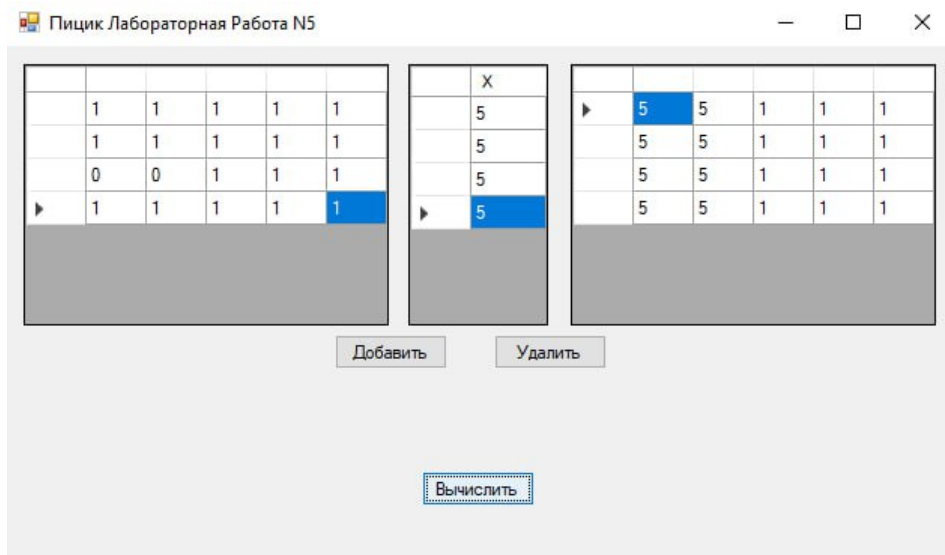 Пицик Лабораторная Работа N5
X
1 1 1 1 1 5 5 5 1 1 1
1 1 1 1 1 5 5 5 1 1 1
0 0 1 1 1 5 5 5 1 1 1
1 1 1 1 1 5 5 5 1 1 1
Добавить Удалить
Вычислить